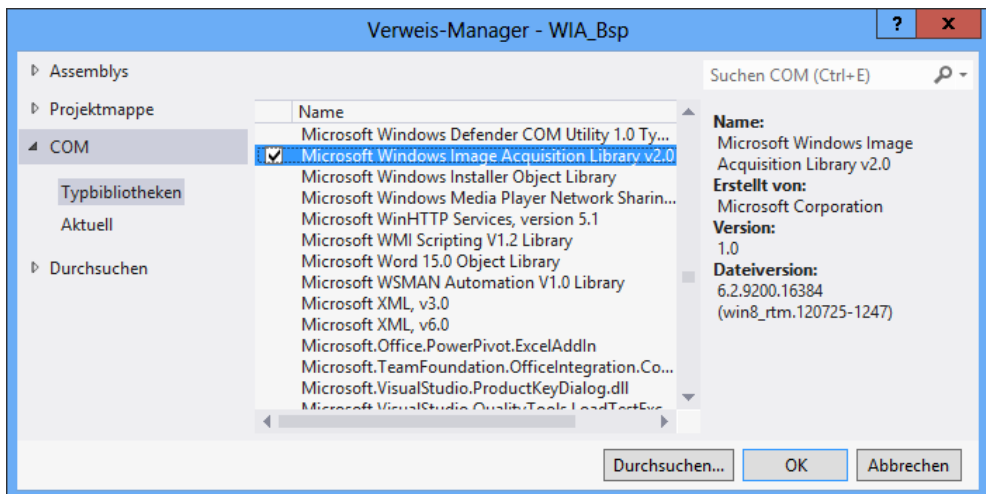 Verweis-Manager - WIA_Bsp
?
x
Assemblys
Projektmappe
COM
Typbibliotheken
Aktuell
Durchsuchen
Name
Microsoft Windows Defender COM Utility 1.0 Ty...
Microsoft Windows Image Acquisition Library v2.0
Microsoft Windows Installer Object Library
Microsoft Windows Media Player Network Sharin...
Microsoft WinHTTP Services, version 5.1
Microsoft WMI Scripting V1.2 Library
Microsoft Word 15.0 Object Library
Microsoft WSMAN Automation V1.0 Library
Microsoft XML, v3.0
Microsoft XML, v6.0
Microsoft.Office.PowerPivot.ExcelAddIn
Microsoft.TeamFoundation.OfficeIntegration.Co...
Microsoft.VisualStudio.ProductKeyDialog.dll
Microsoft.VisualStudio.QualityTools.LoadTestExc
Suchen COM (Ctrl+E)
Name:
Microsoft Windows Image
Acquisition Library v2.0
Erstellt von:
Microsoft Corporation
Version:
1.0
Dateiversion:
6.2.9200.16384
(win8_rtm.120725-1247)
Durchsuchen...
OK
Abbrechen